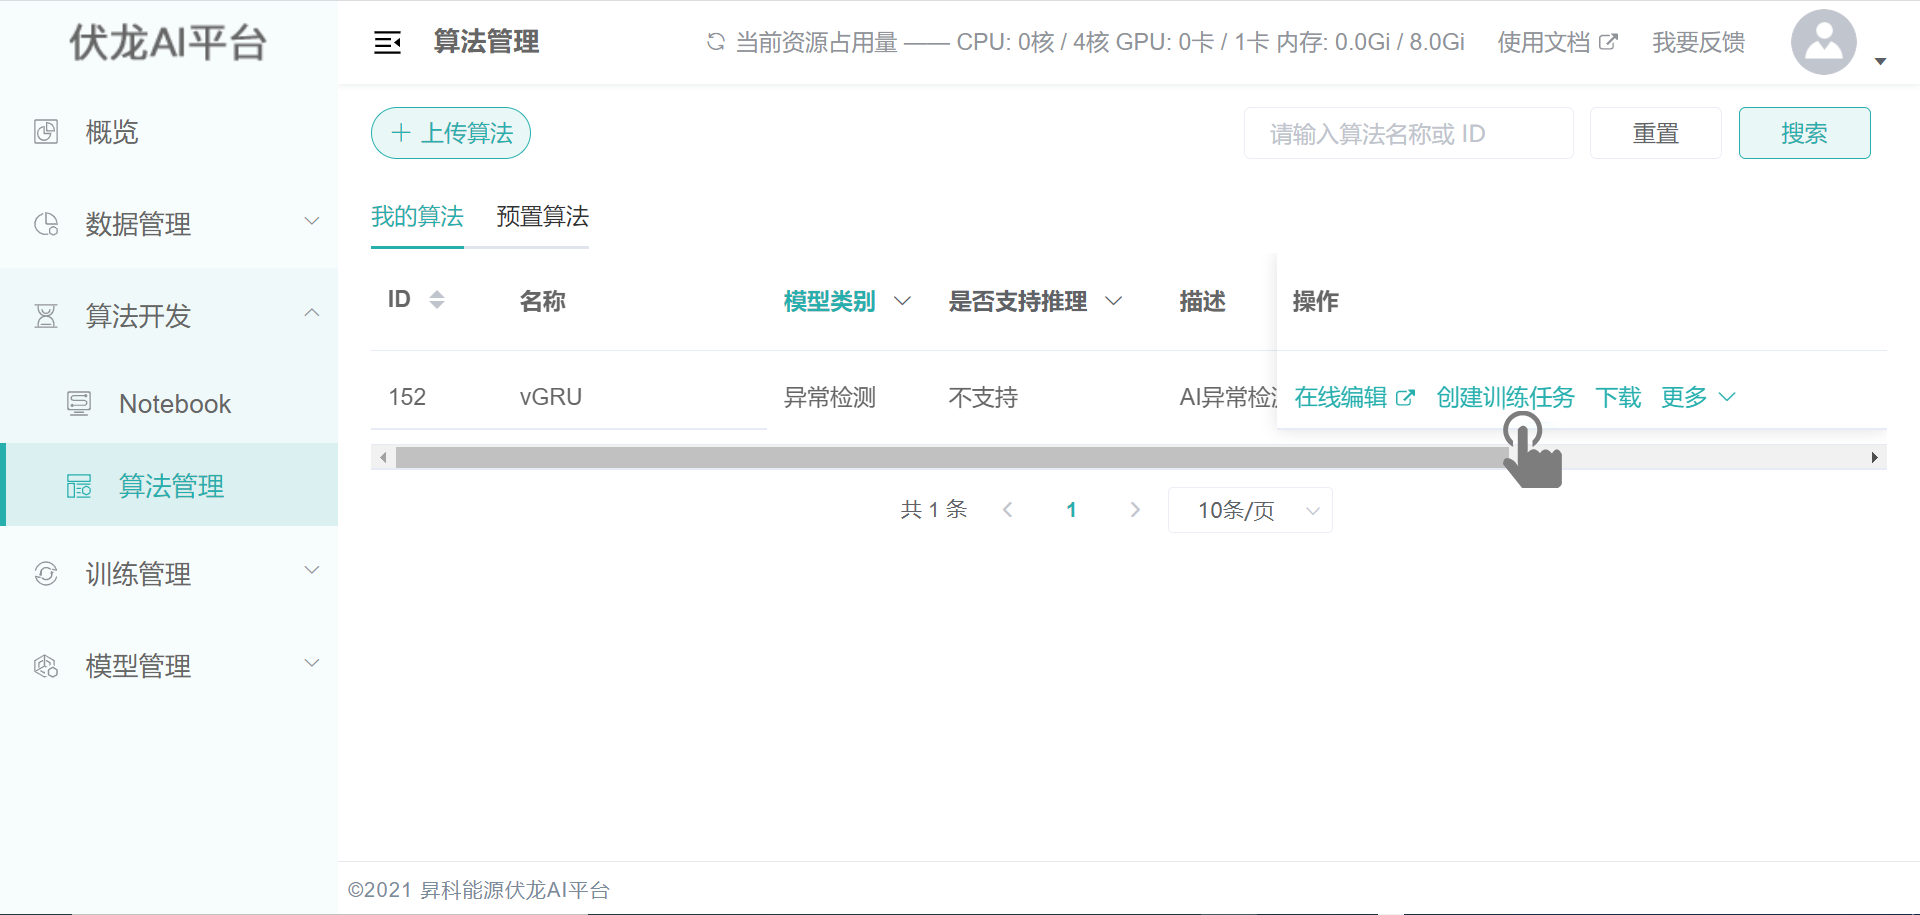 伏龙AI平台
算法管理
当前资源占用量 —— CPU: 0核 / 4核 GPU: 0卡 / 1卡 内存: 0.0Gi / 8.0Gi
使用文档
我要反馈
概览
数据管理
算法开发
Notebook
算法管理
训练管理
模型管理
上传算法
请输入算法名称或 ID
重置
搜索
我的算法 预置算法
ID 名称 模型类别 是否支持推理 描述 操作
152 vGRU 异常检测 不支持 AI异常检 在线编辑 创建训练任务 下载 更多
共 1 条 1 10条/页
©2021 昇科能源伏龙AI平台